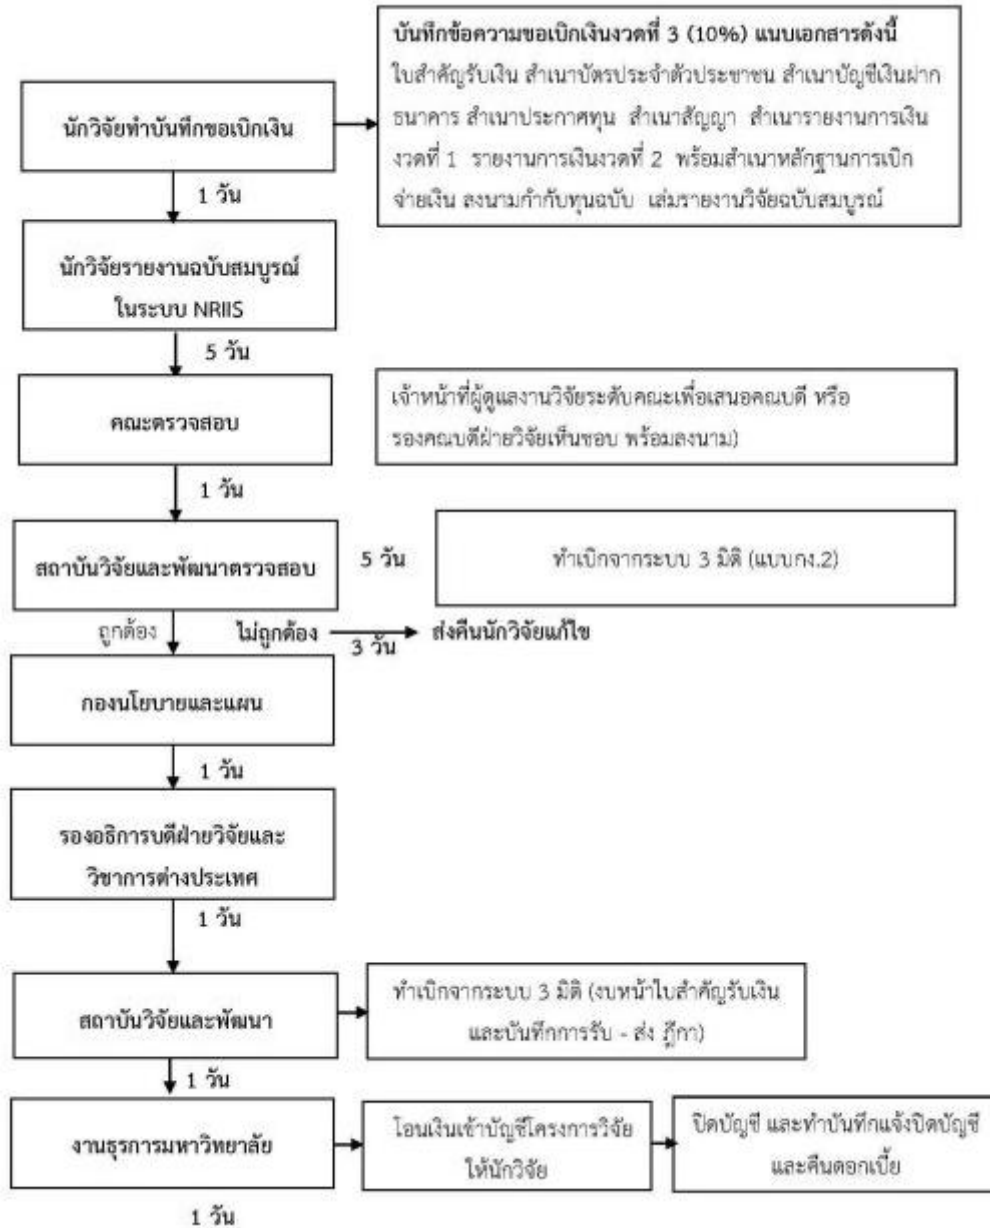 บันทึกข้อความขอเบิกเงินงวดที่ 3 (10%) แนบเอกสารดังนี้
ใบสำคัญรับเงิน สำเนาบัตรประจำตัวประชาชน สำเนาบัญชีเงินฝาก
ธนาคาร สำเนาประกาศทุน สำเนาสัญญา สำเนารายงานการเงิน
งวดที่ 1 รายงานการเงินงวดที่ 2 พร้อมสำเนาหลักฐานการเบิก
จ่ายเงิน ลงนามกำกับทุนฉบับ เล่มรายงานวิจัยฉบับสมบูรณ์
นักวิจัยทำบันทึกขอเบิกเงิน
1 วัน
นักวิจัยรายงานฉบับสมบูรณ์
ในระบบ NRIIS
5 วัน
คณะตรวจสอบ
เจ้าหน้าที่ผู้ดูแลงานวิจัยระดับคณะเพื่อเสนอคณบดี หรือ
รองคณบดีฝ่ายวิจัยเห็นชอบ พร้อมลงนาม)
1 วัน
สถาบันวิจัยและพัฒนาตรวจสอบ
5 วัน
ทำเบิกจากระบบ 3 มิติ (แบบกง.2)
ถูกต้อง
ไม่ถูกต้อง
3 วัน
ส่งคืนนักวิจัยแก้ไข
กองนโยบายและแผน
1 วัน
รองอธิการบดีฝ่ายวิจัยและ
วิชาการต่างประเทศ
1 วัน
สถาบันวิจัยและพัฒนา
ทำเบิกจากระบบ 3 มิติ (งบหน้าใบสำคัญรับเงิน
และบันทึกการรับ - ส่ง ฎีกา)
1 วัน
งานธุรการมหาวิทยาลัย
โอนเงินเข้าบัญชีโครงการวิจัย
ให้นักวิจัย
ปิดบัญชี และทำบันทึกแจ้งปิดบัญชี
และคืนดอกเบี้ย
1 วัน